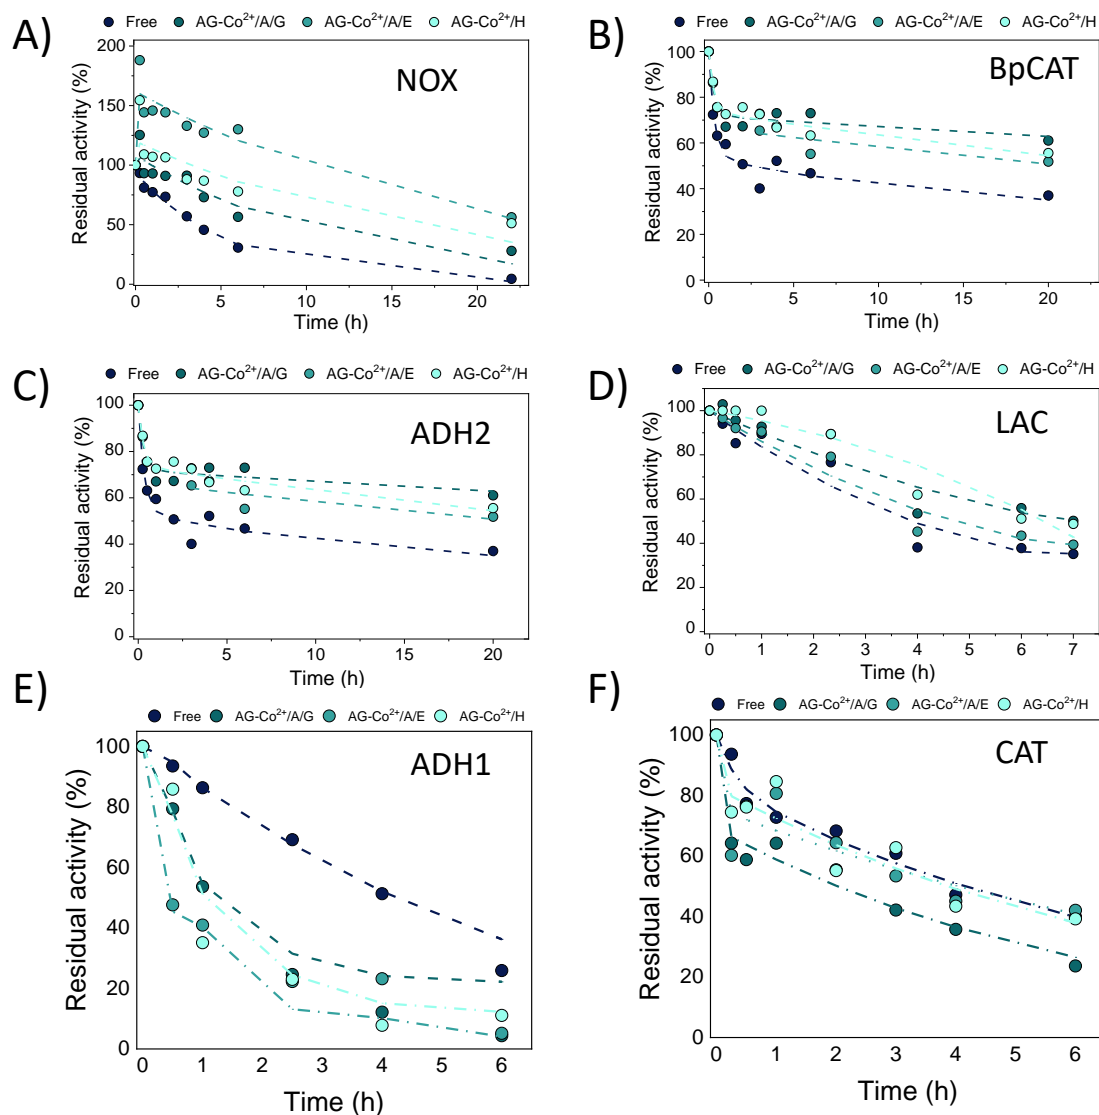 A)
Free AG-Co²⁺/A/G AG-Co²⁺/A/E AG-Co²⁺/H
NOX
Residual activity (%)
200
150
100
50
0
0 5 10 15 20
Time (h)
B)
Free AG-Co²⁺/A/G AG-Co²⁺/A/E AG-Co²⁺/H
BpCAT
Residual activity (%)
100
80
60
40
20
0
0 5 10 15 20
Time (h)
C)
Free AG-Co²⁺/A/G AG-Co²⁺/A/E AG-Co²⁺/H
ADH2
Residual activity (%)
100
80
60
40
20
0
0 5 10 15 20
Time (h)
D)
Free AG-Co²⁺/A/G AG-Co²⁺/A/E AG-Co²⁺/H
LAC
Residual activity (%)
100
80
60
40
20
0
0 1 2 3 4 5 6 7
Time (h)
E)
Free AG-Co²⁺/A/G AG-Co²⁺/A/E AG-Co²⁺/H
ADH1
Residual activity (%)
100
80
60
40
20
0
0 1 2 3 4 5 6
Time (h)
F)
Free AG-Co²⁺/A/G AG-Co²⁺/A/E AG-Co²⁺/H
CAT
Residual activity (%)
100
80
60
40
20
0
0 1 2 3 4 5 6
Time (h)